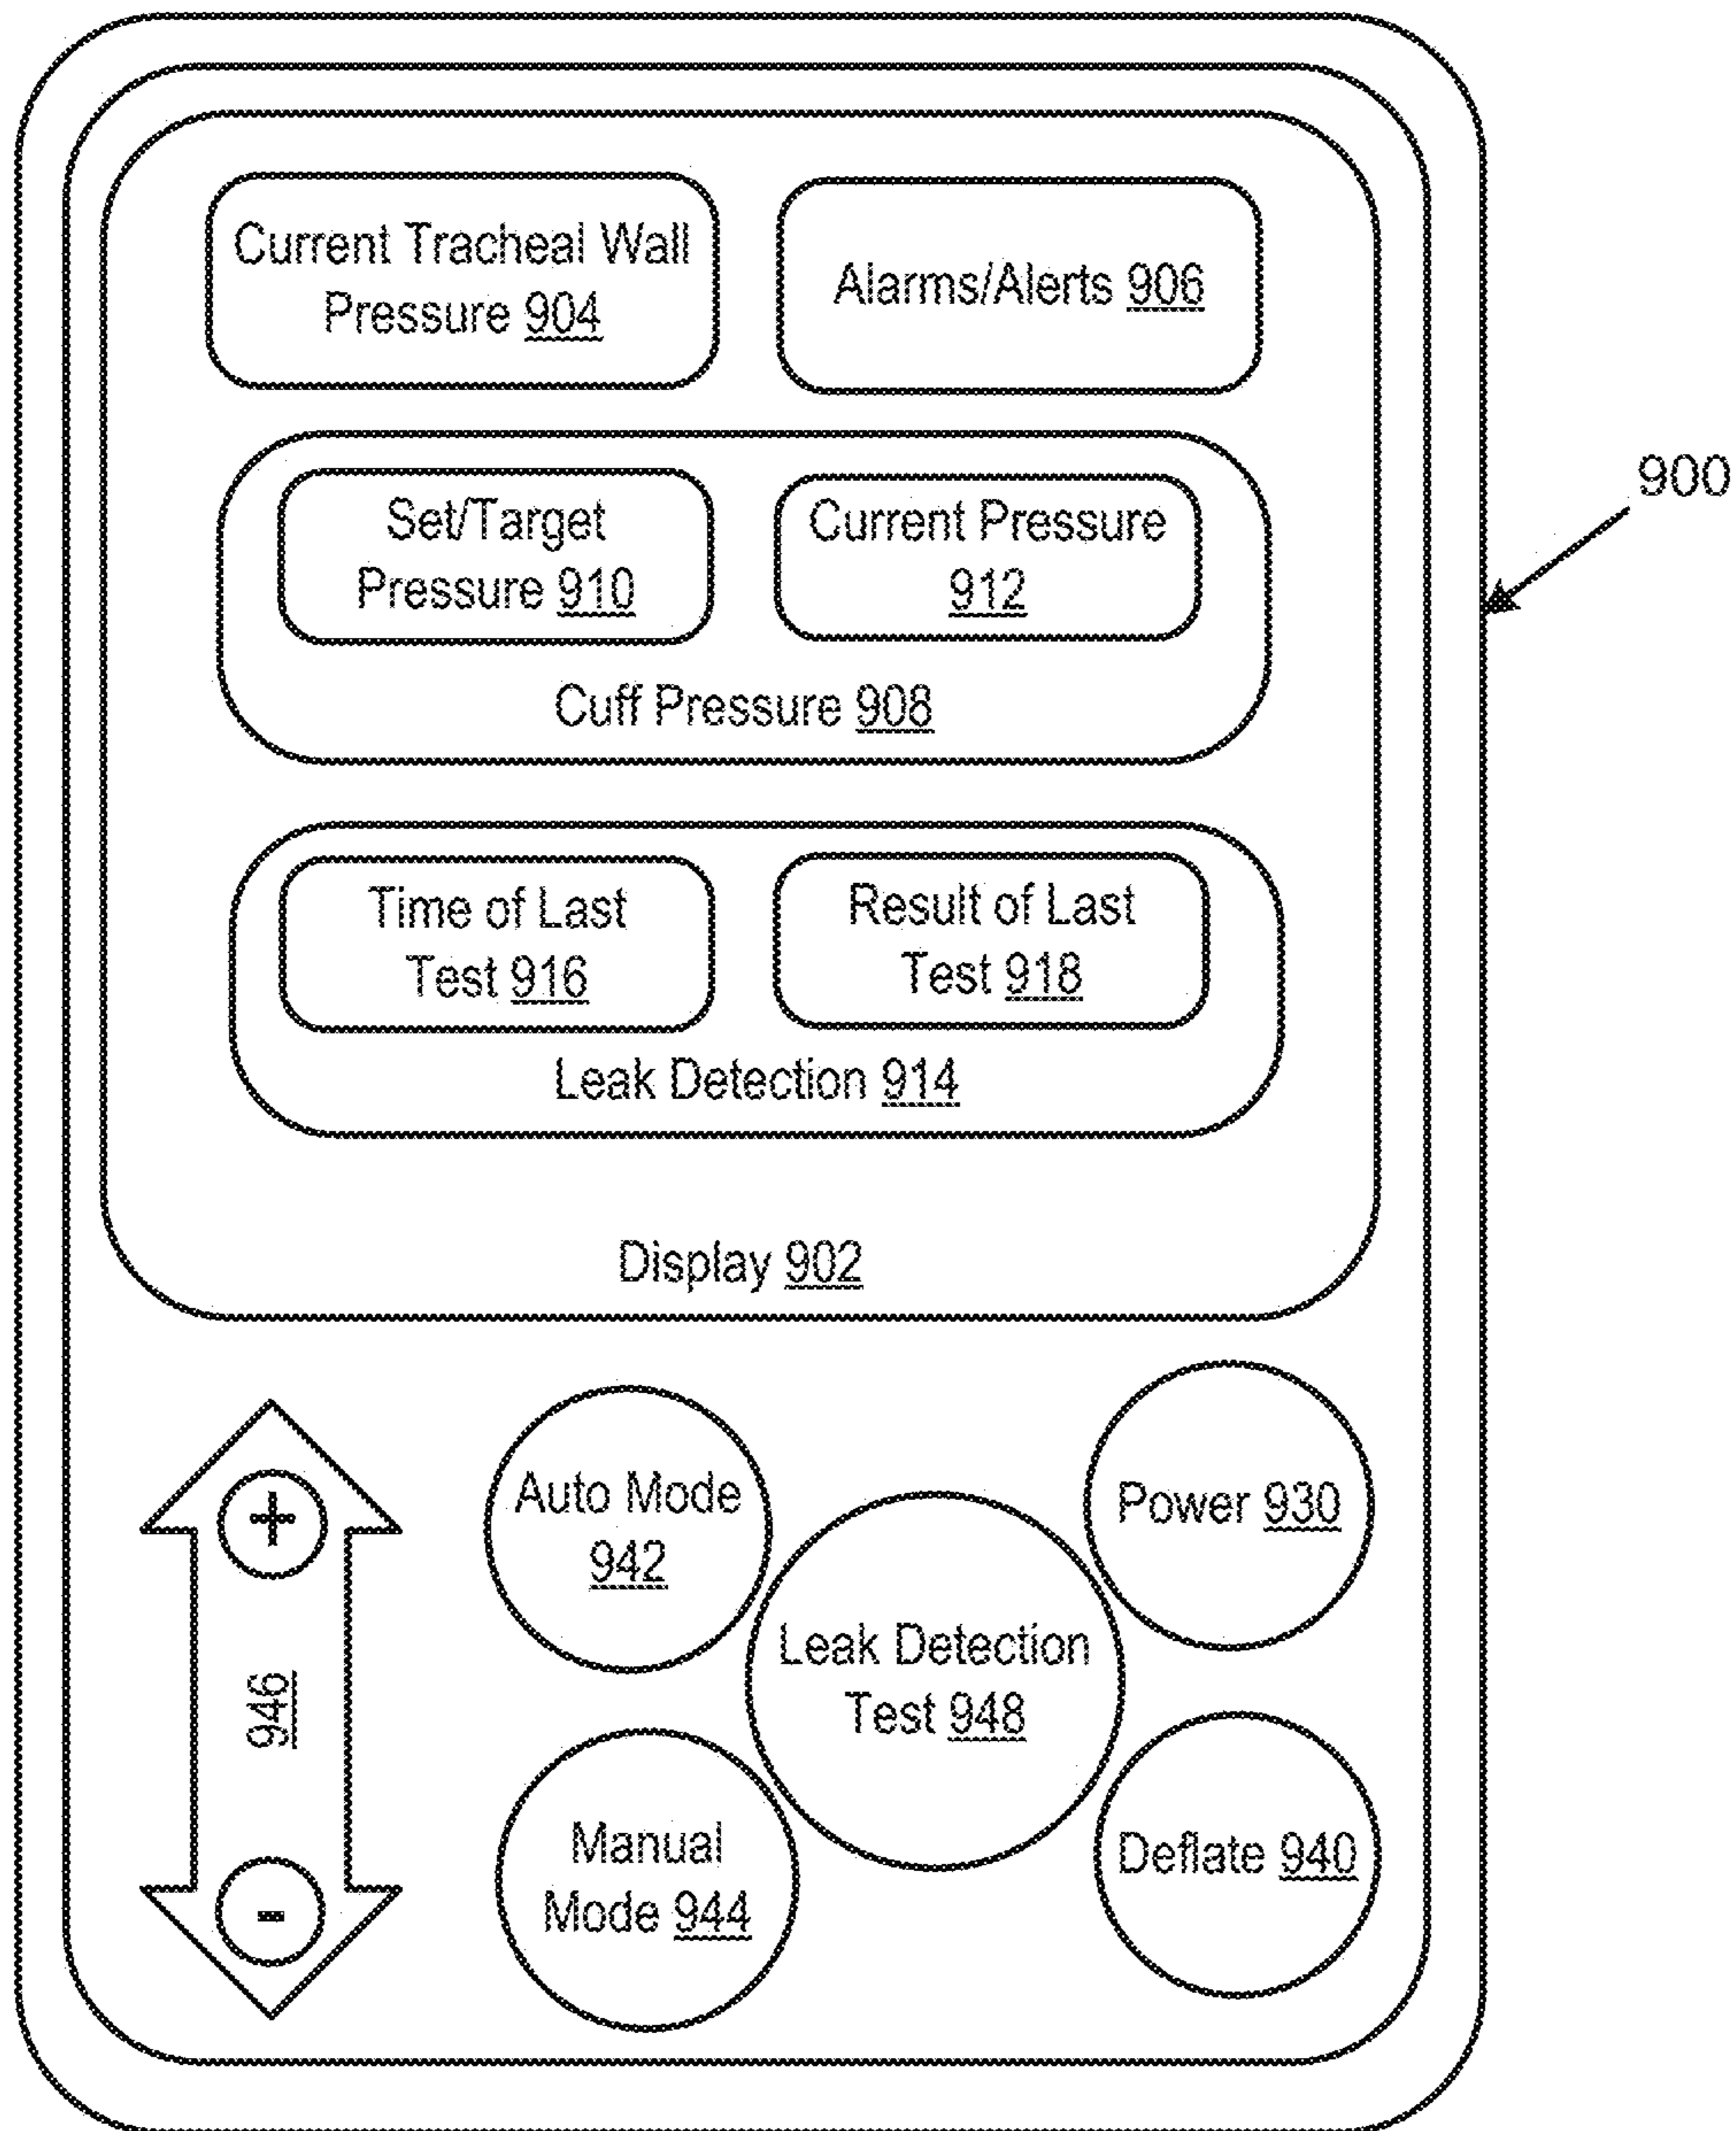 Current Tracheal Wall
Pressure 904
Alarms/Alerts 906
900
Set/Target
Pressure 910
Current Pressure
912
Cuff Pressure 908
Time of Last
Test 916
Result of Last
Test 918
Leak Detection 914
Display 902
+
946
-
Auto Mode
942
Power 930
Leak Detection
Test 948
Manual
Mode 944
Deflate 940